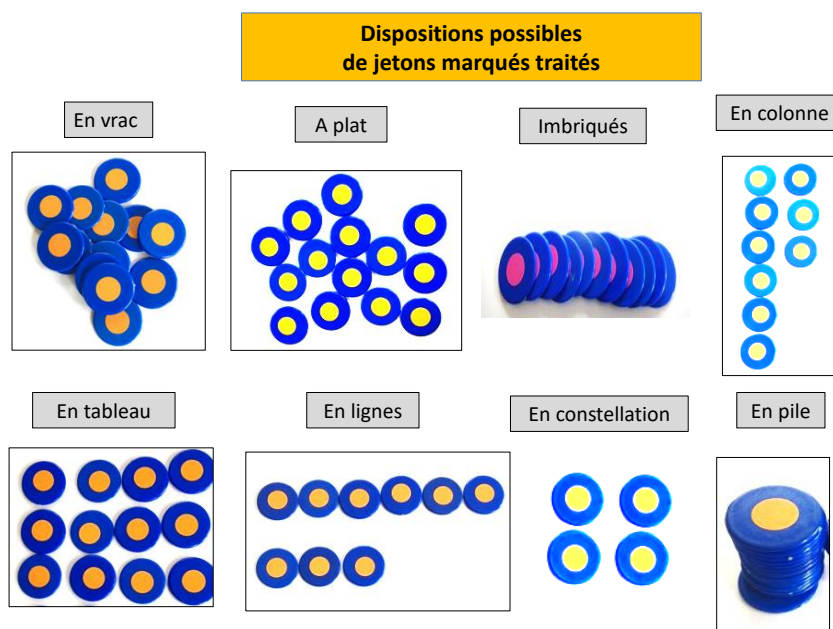 Dispositions possibles
de jetons marqués traités
En vrac
A plat
Imbriqués
En colonne
En tableau
En lignes
En constellation
En pile